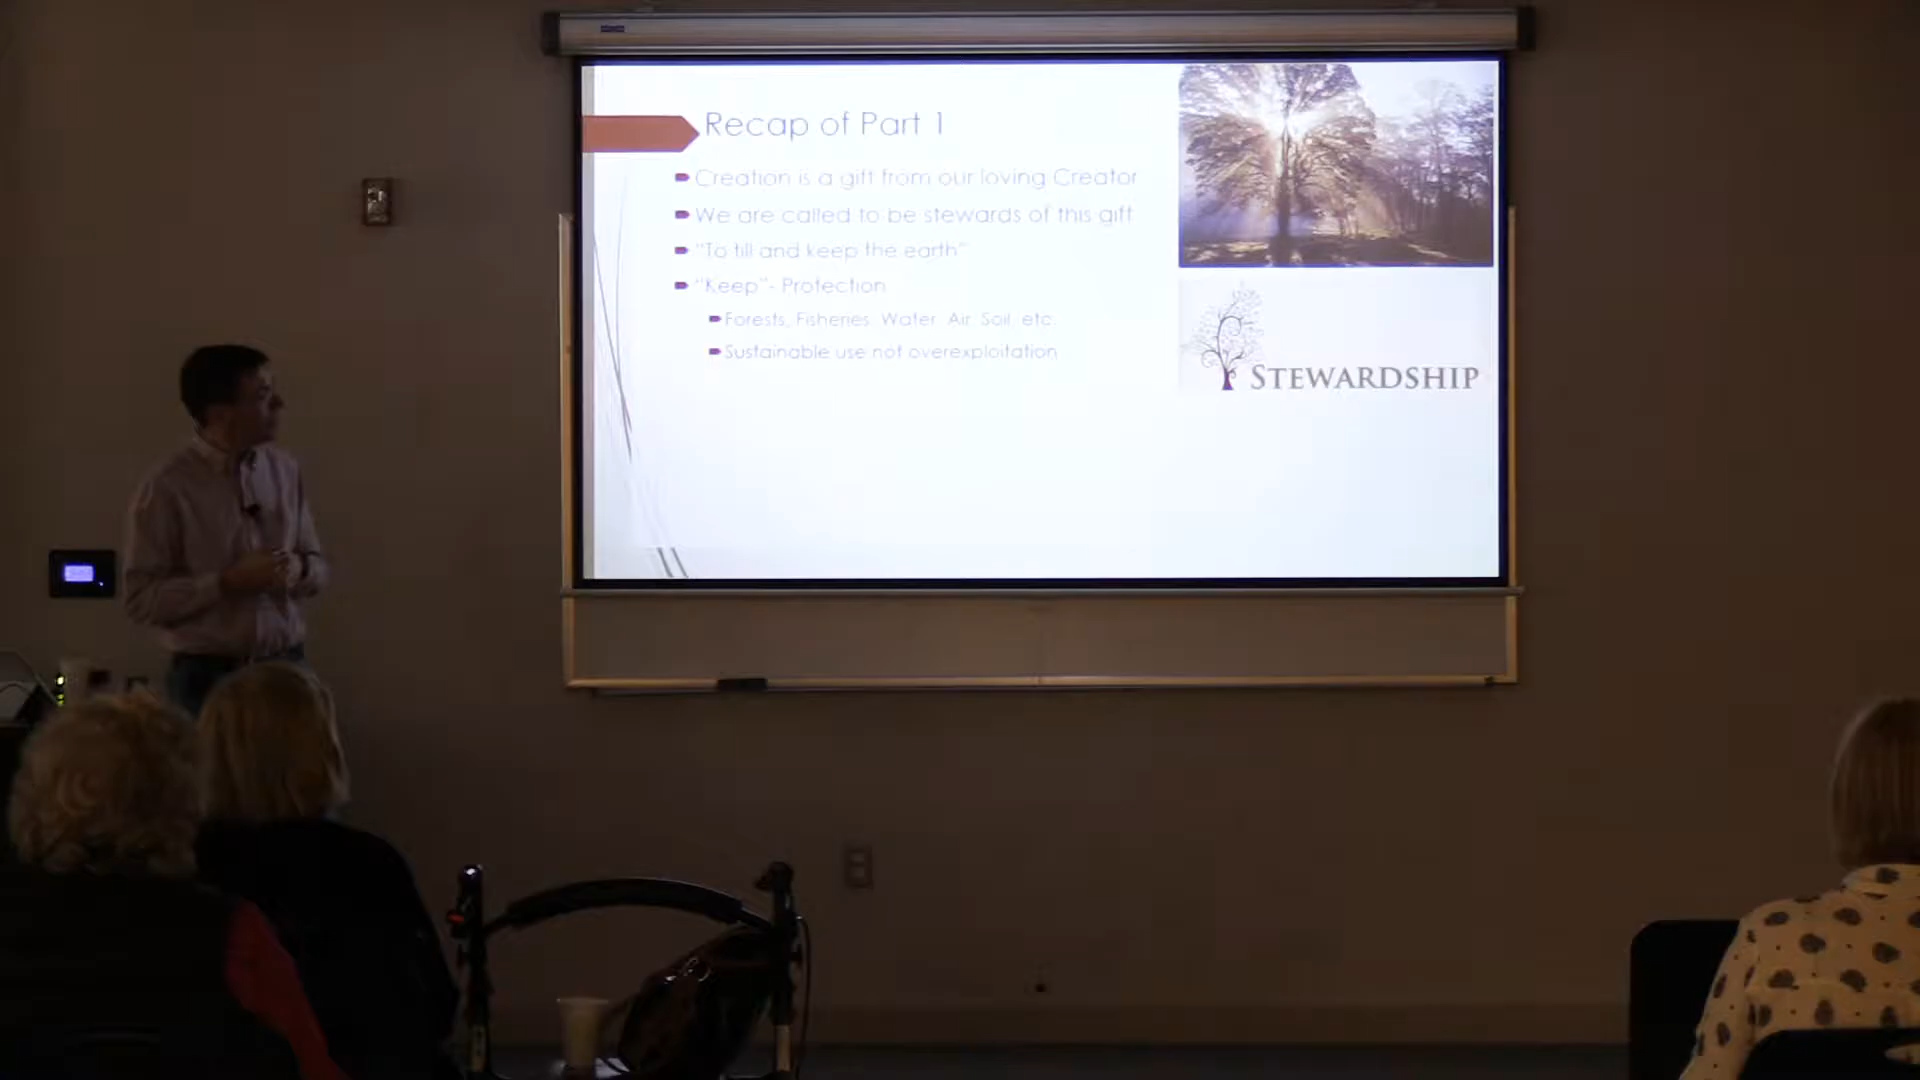 Recap of Part 1
Creation is a gift from our loving Creator
We are called to be stewards of this gift
"To till and keep the earth"
"Keep"- Protection
Forests, Fisheries, Water, Air, Soil, etc.
Sustainable use not overexploitation
STEWARDSHIP